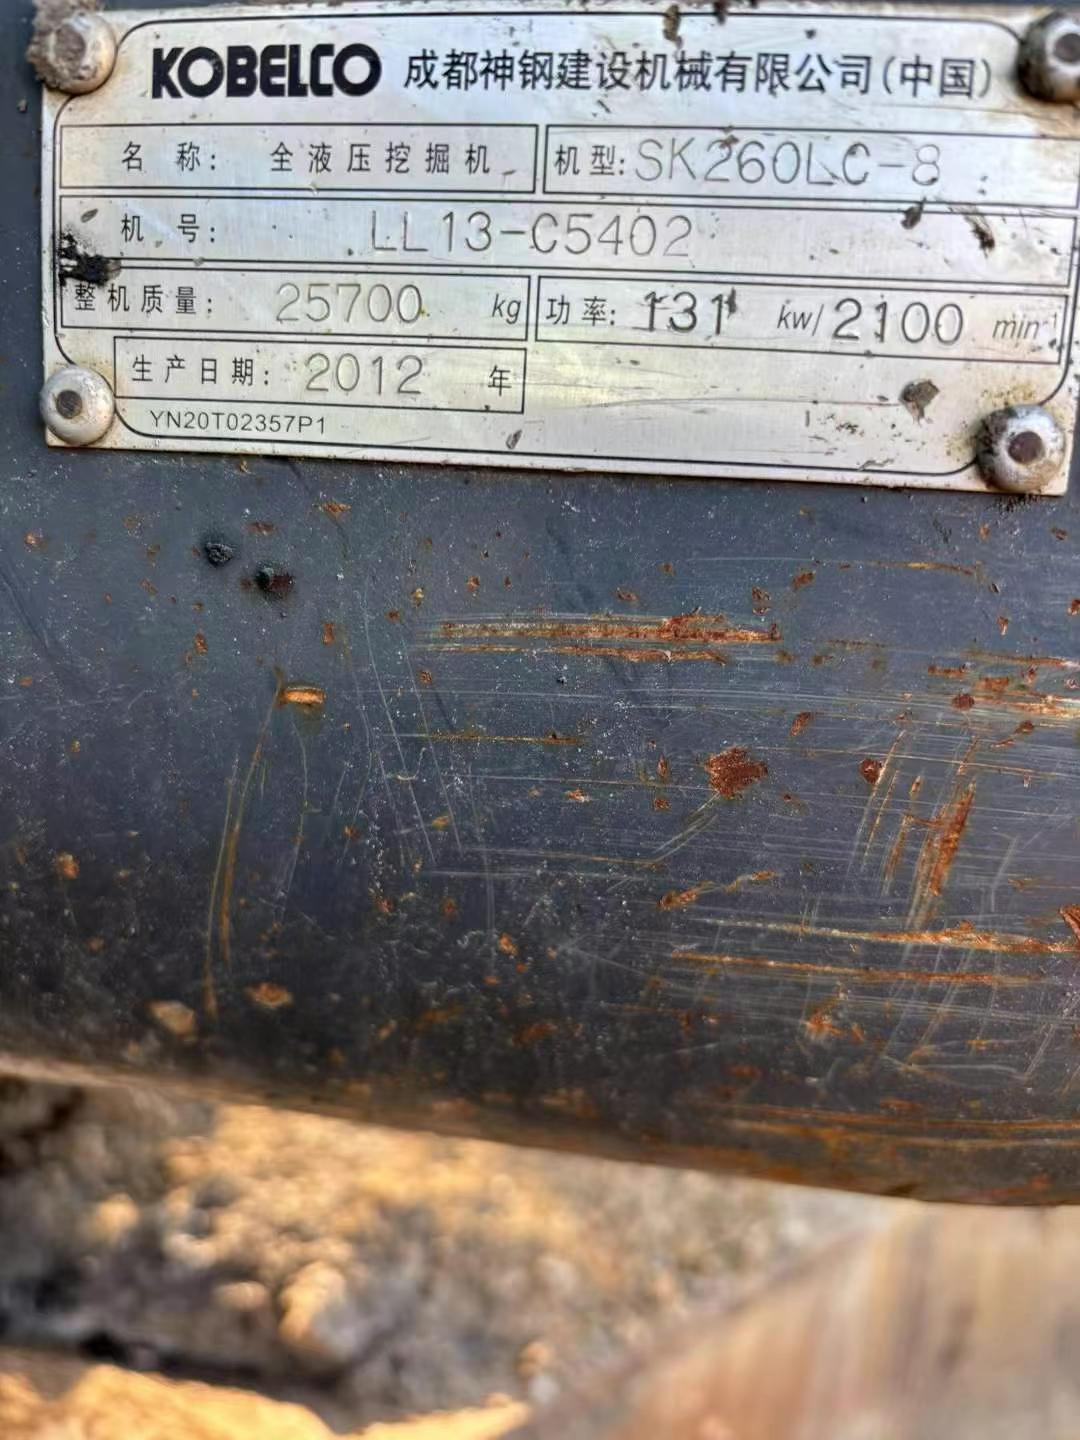 KOBELCO 成都神钢建设机械有限公司(中国)
名 称: 全液压挖掘机 机型: SK260LC-8
机 号: LL13-C5402
整机质量: 25700 kg 功率: 131 kw/ 2100 min⁻¹
生产日期: 2012 年
YN20T02357P1